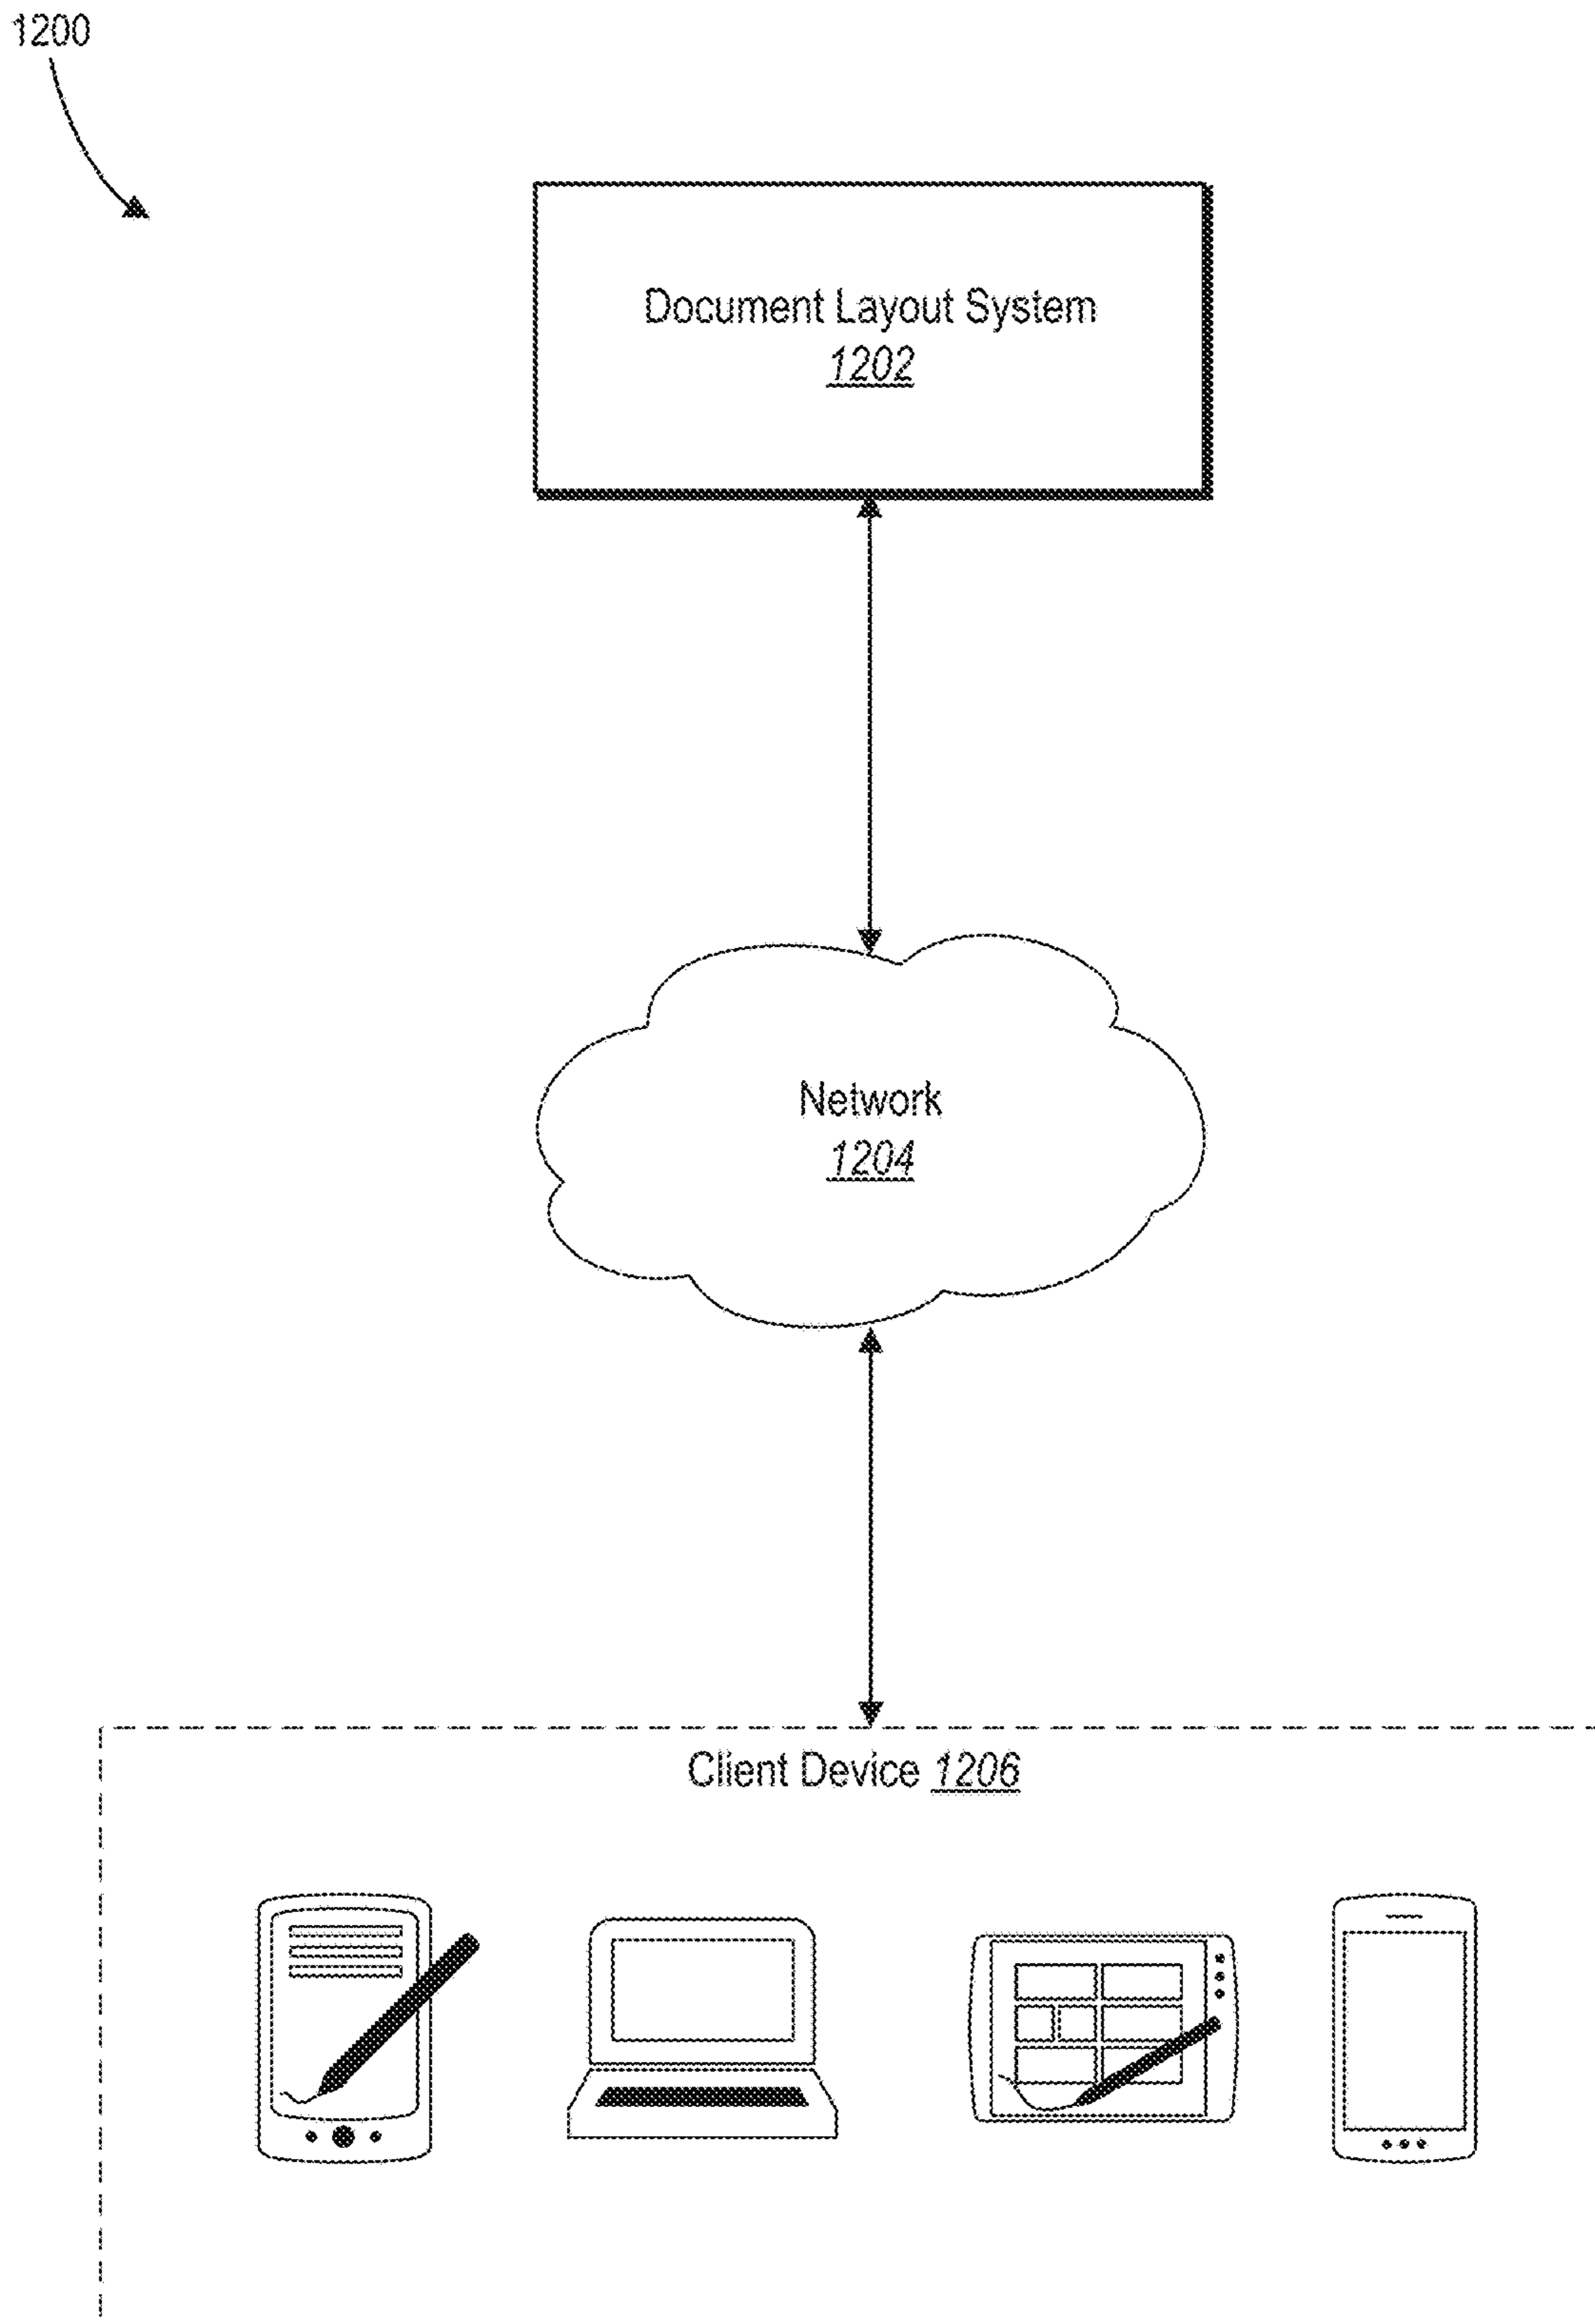 1200
Document Layout System
1202
Network
1204
Client Device 1206